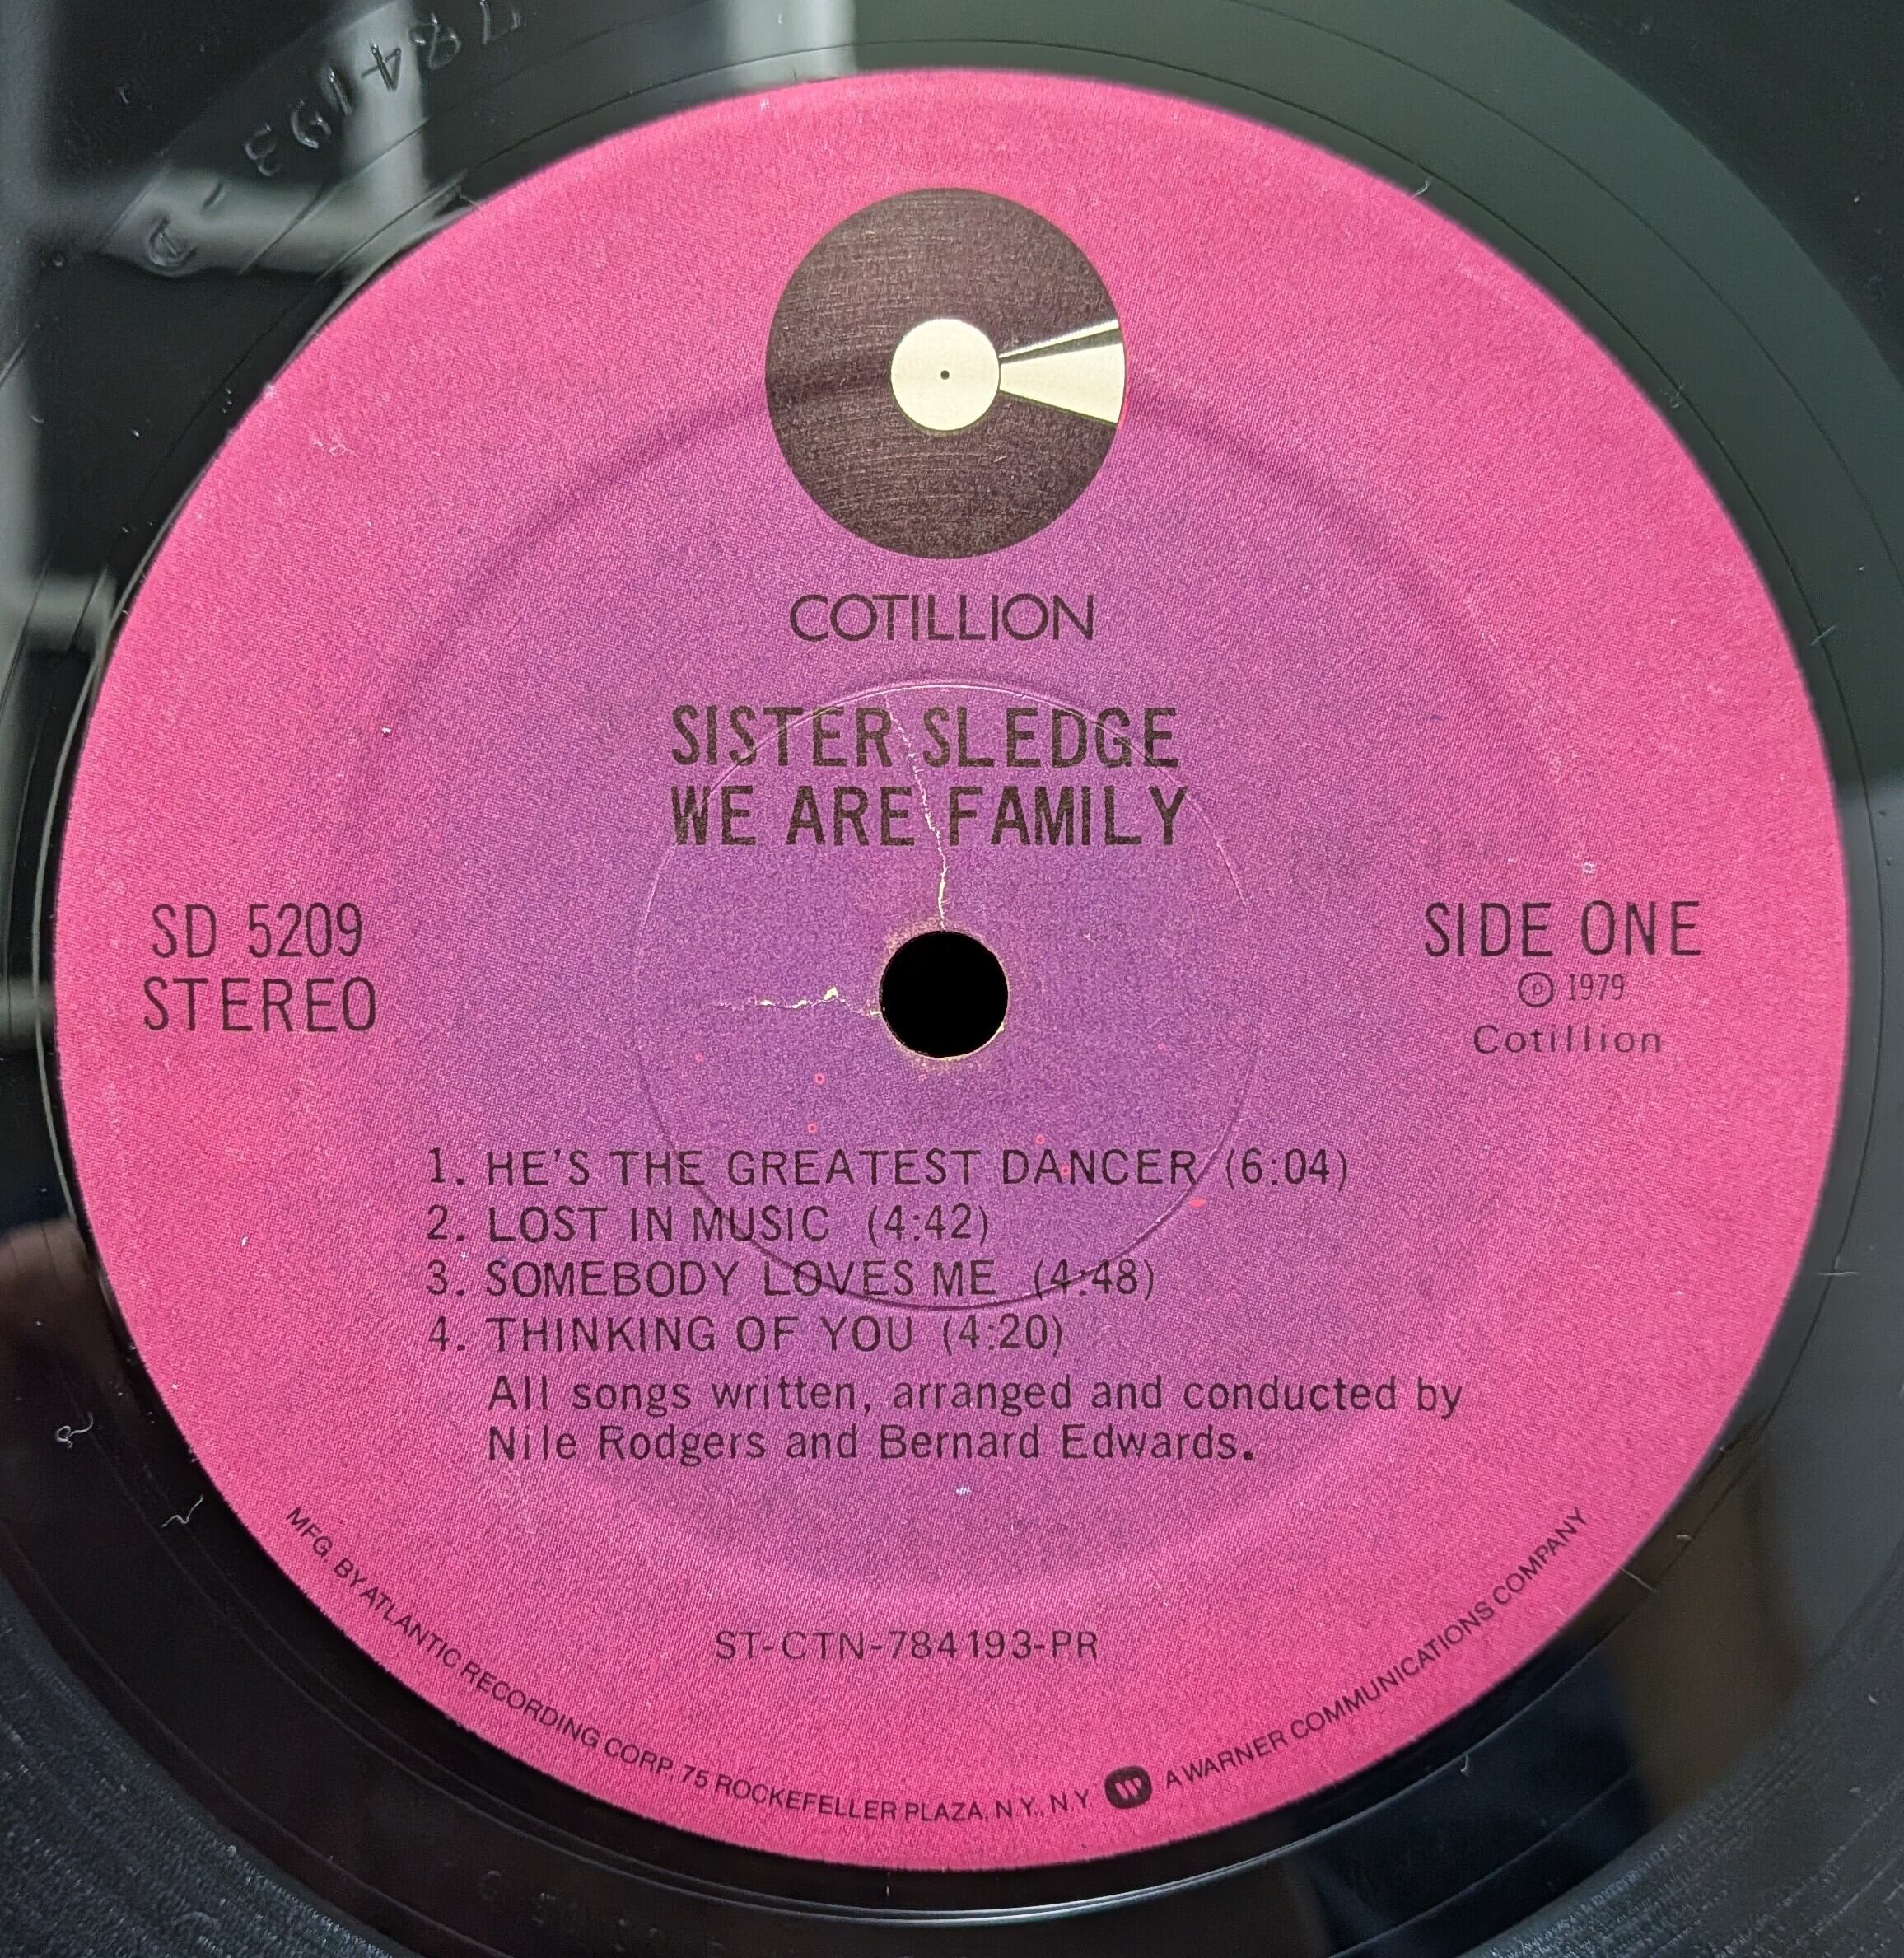 784193-D
COTILLION
SISTER SLEDGE
WE ARE FAMILY
SD 5209
STEREO
SIDE ONE
℗ 1979
Cotillion
1. HE'S THE GREATEST DANCER (6:04)
2. LOST IN MUSIC (4:42)
3. SOMEBODY LOVES ME (4:48)
4. THINKING OF YOU (4:20)
All songs written, arranged and conducted by
Nile Rodgers and Bernard Edwards.
ST-CTN-784193-PR
MFG. BY ATLANTIC RECORDING CORP. 75 ROCKEFELLER PLAZA, N.Y., N.Y. W A WARNER COMMUNICATIONS COMPANY